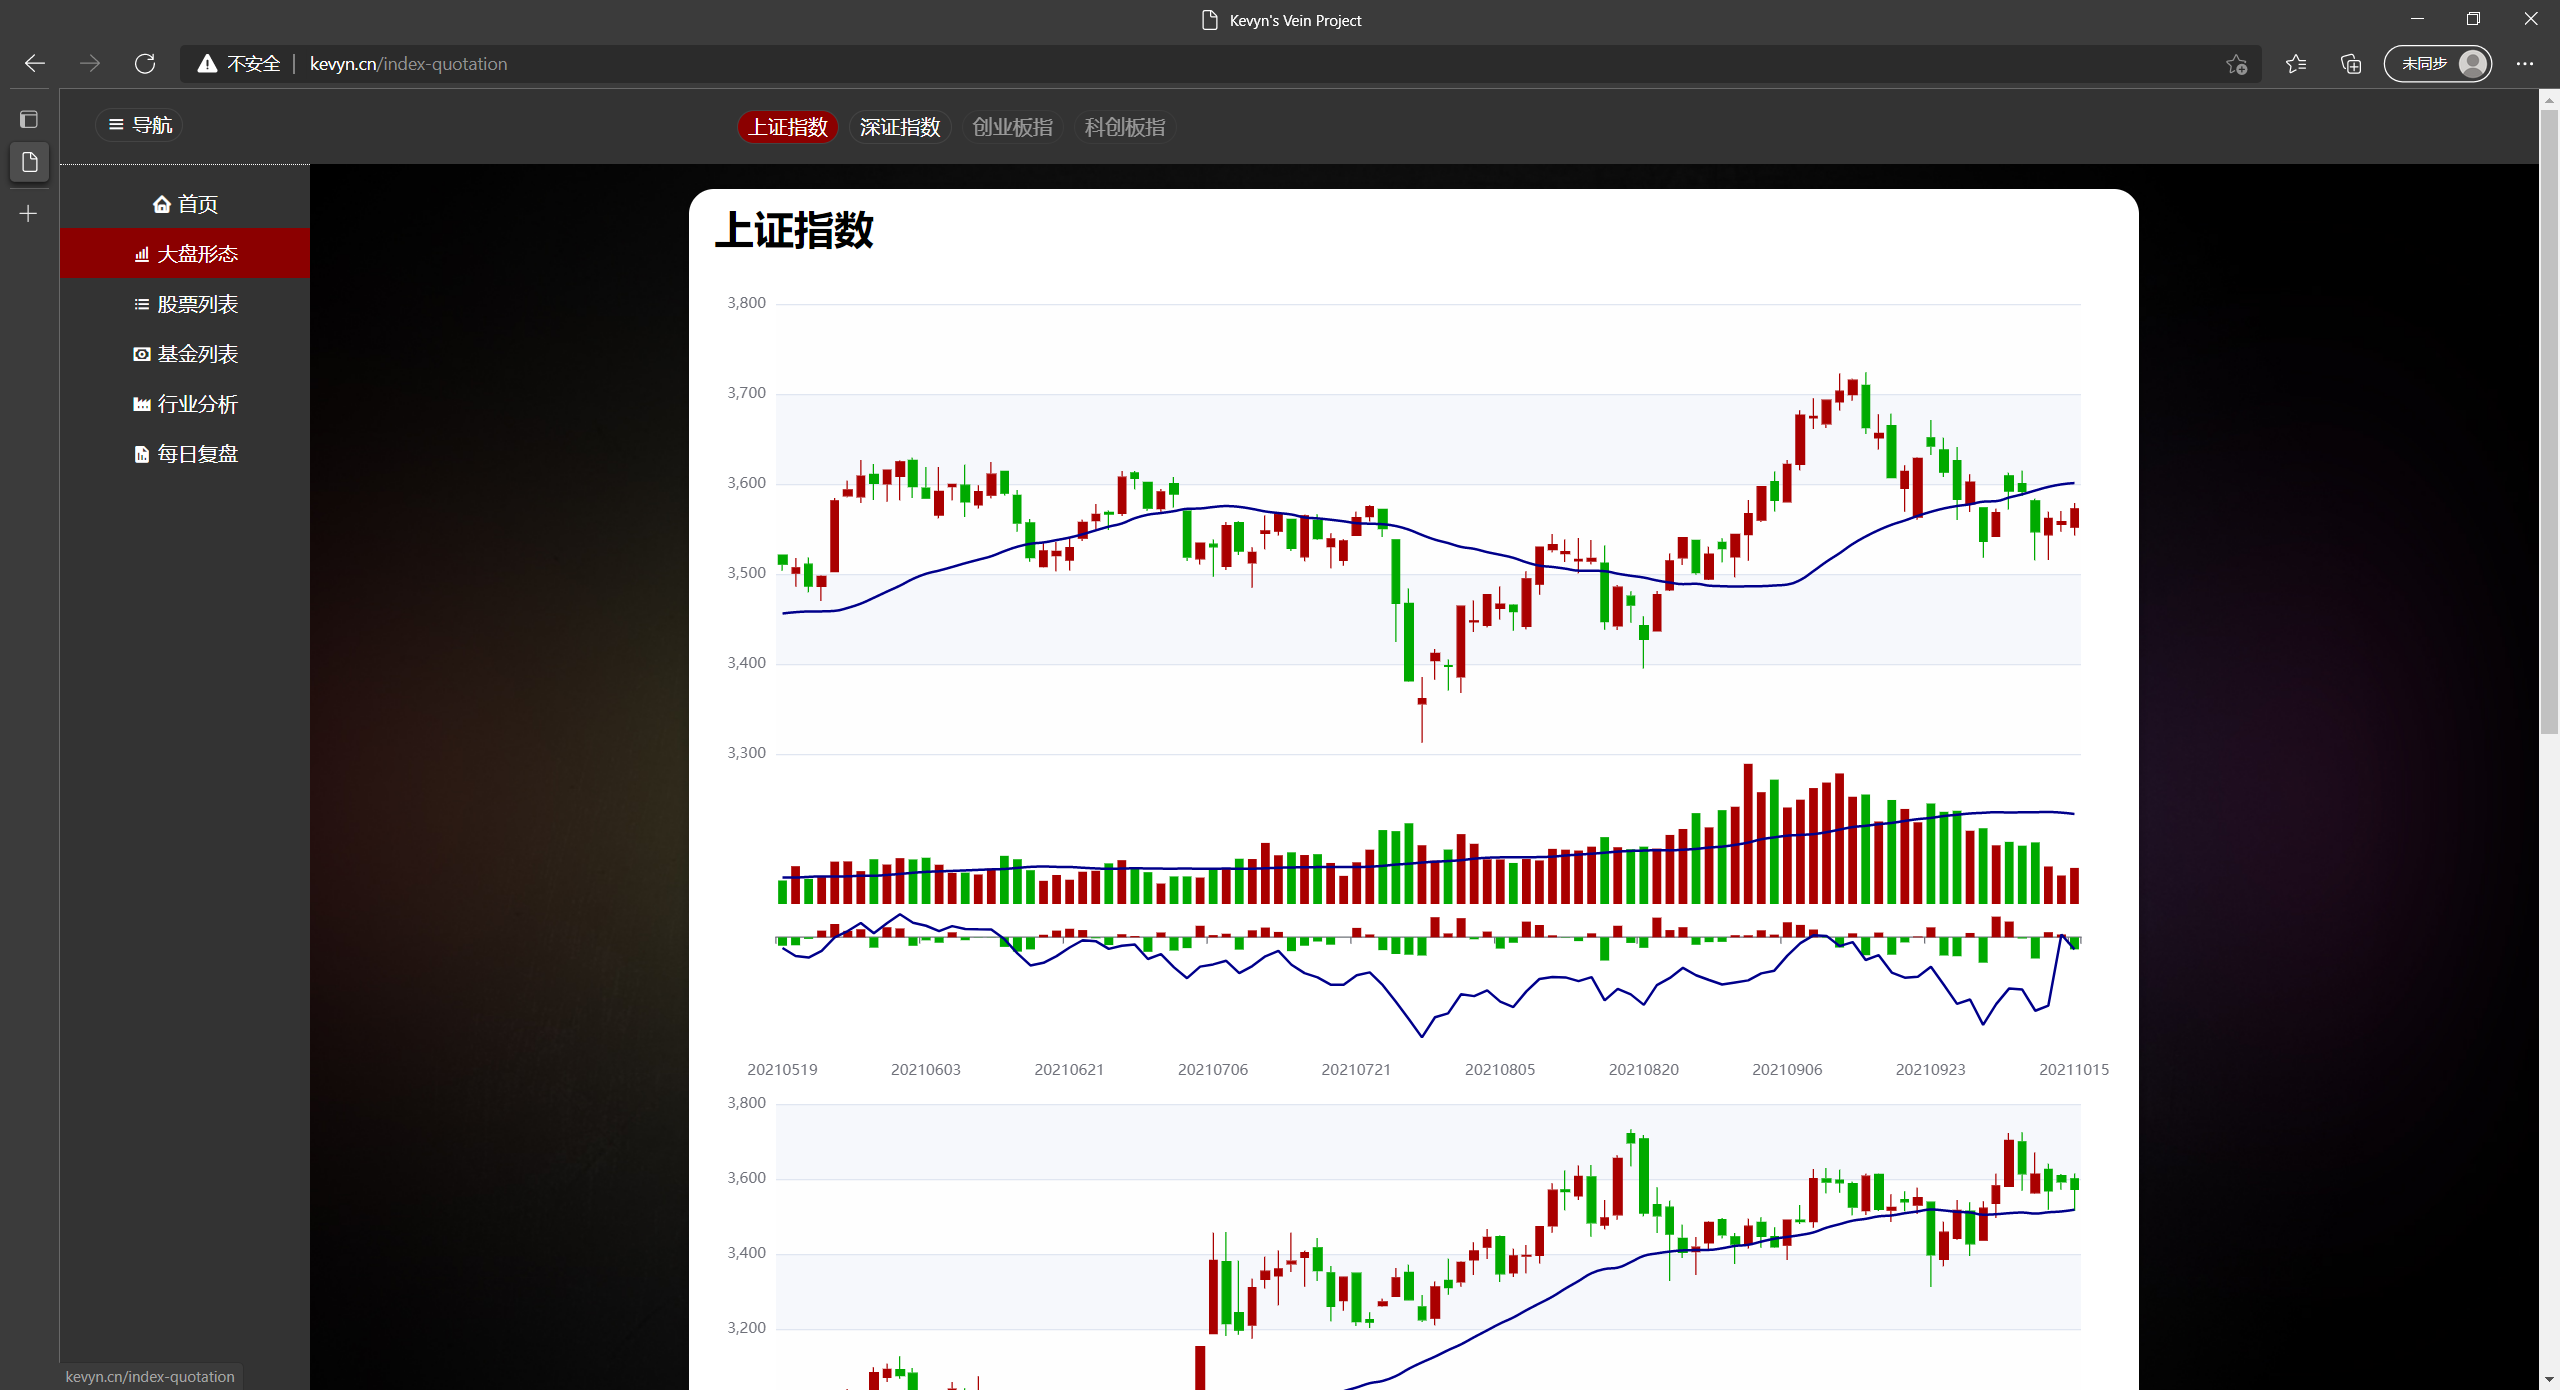 Kevyn's Vein Project
不安全 | kevyn.cn/index-quotation
未同步
导航
上证指数 深证指数 创业板指 科创板指
首页
大盘形态
股票列表
基金列表
行业分析
每日复盘
上证指数
3,800
3,700
3,600
3,500
3,400
3,300
20210519 20210603 20210621 20210706 20210721 20210805 20210820 20210906 20210923 20211015
3,800
3,600
3,400
3,200
kevyn.cn/index-quotation